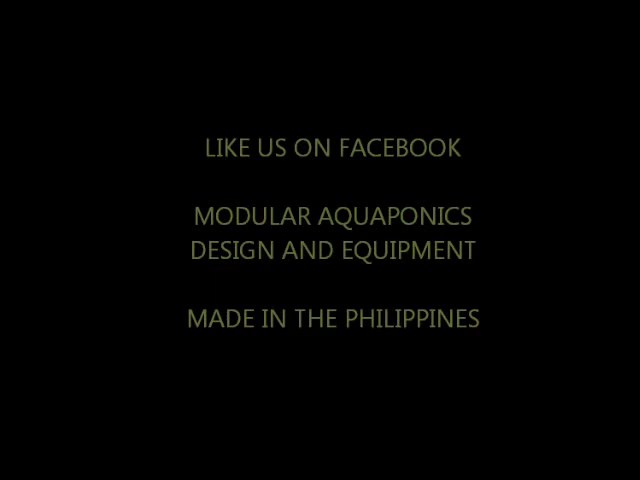 LIKE US ON FACEBOOK
MODULAR AQUAPONICS
DESIGN AND EQUIPMENT
MADE IN THE PHILIPPINES